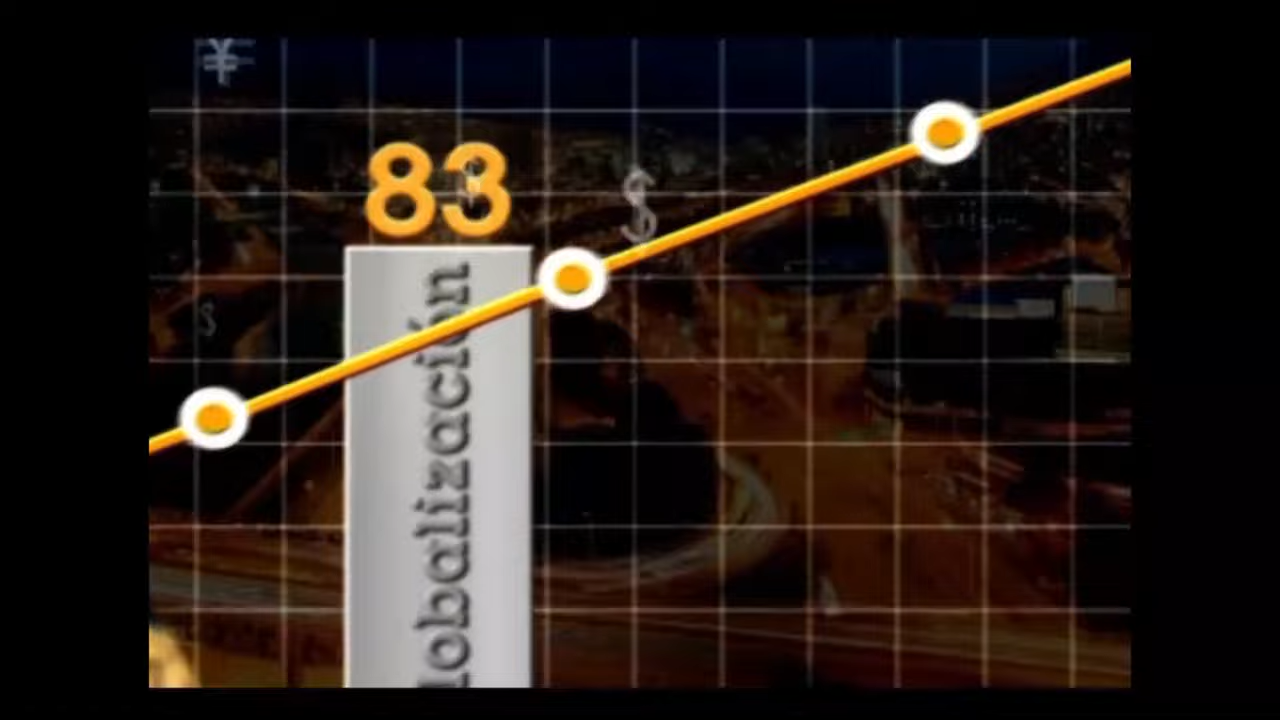 ¥
83
$
$
lobalización